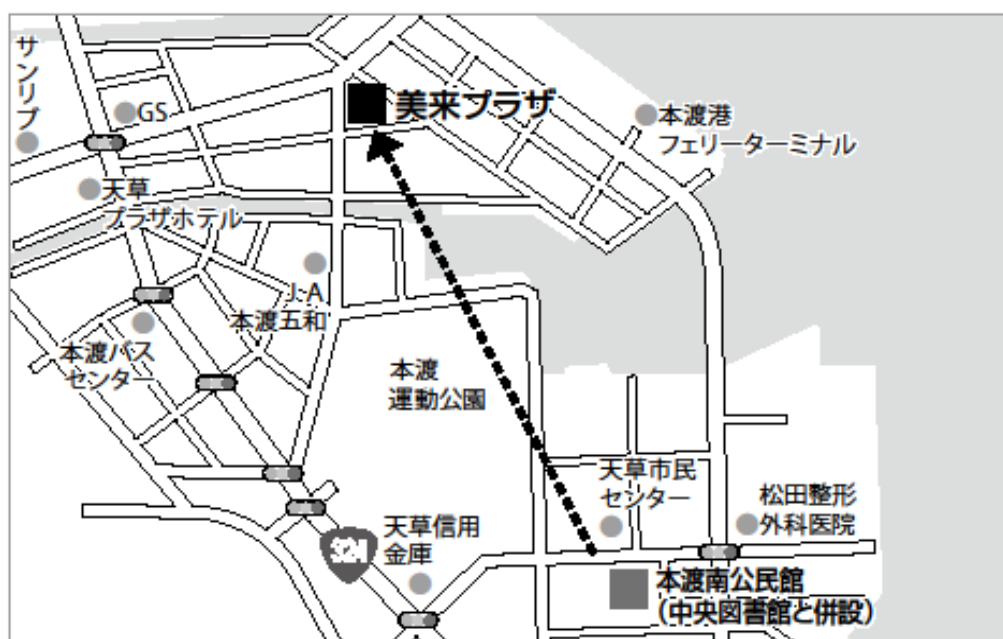 サンリブ
GS
美来プラザ
本渡港
フェリーターミナル
天草
プラザホテル
J-A
本渡五和
本渡バス
センター
本渡
運動公園
天草市民
センター
松田整形
外科医院
324
天草信用
金庫
本渡南公民館
(中央図書館と併設)